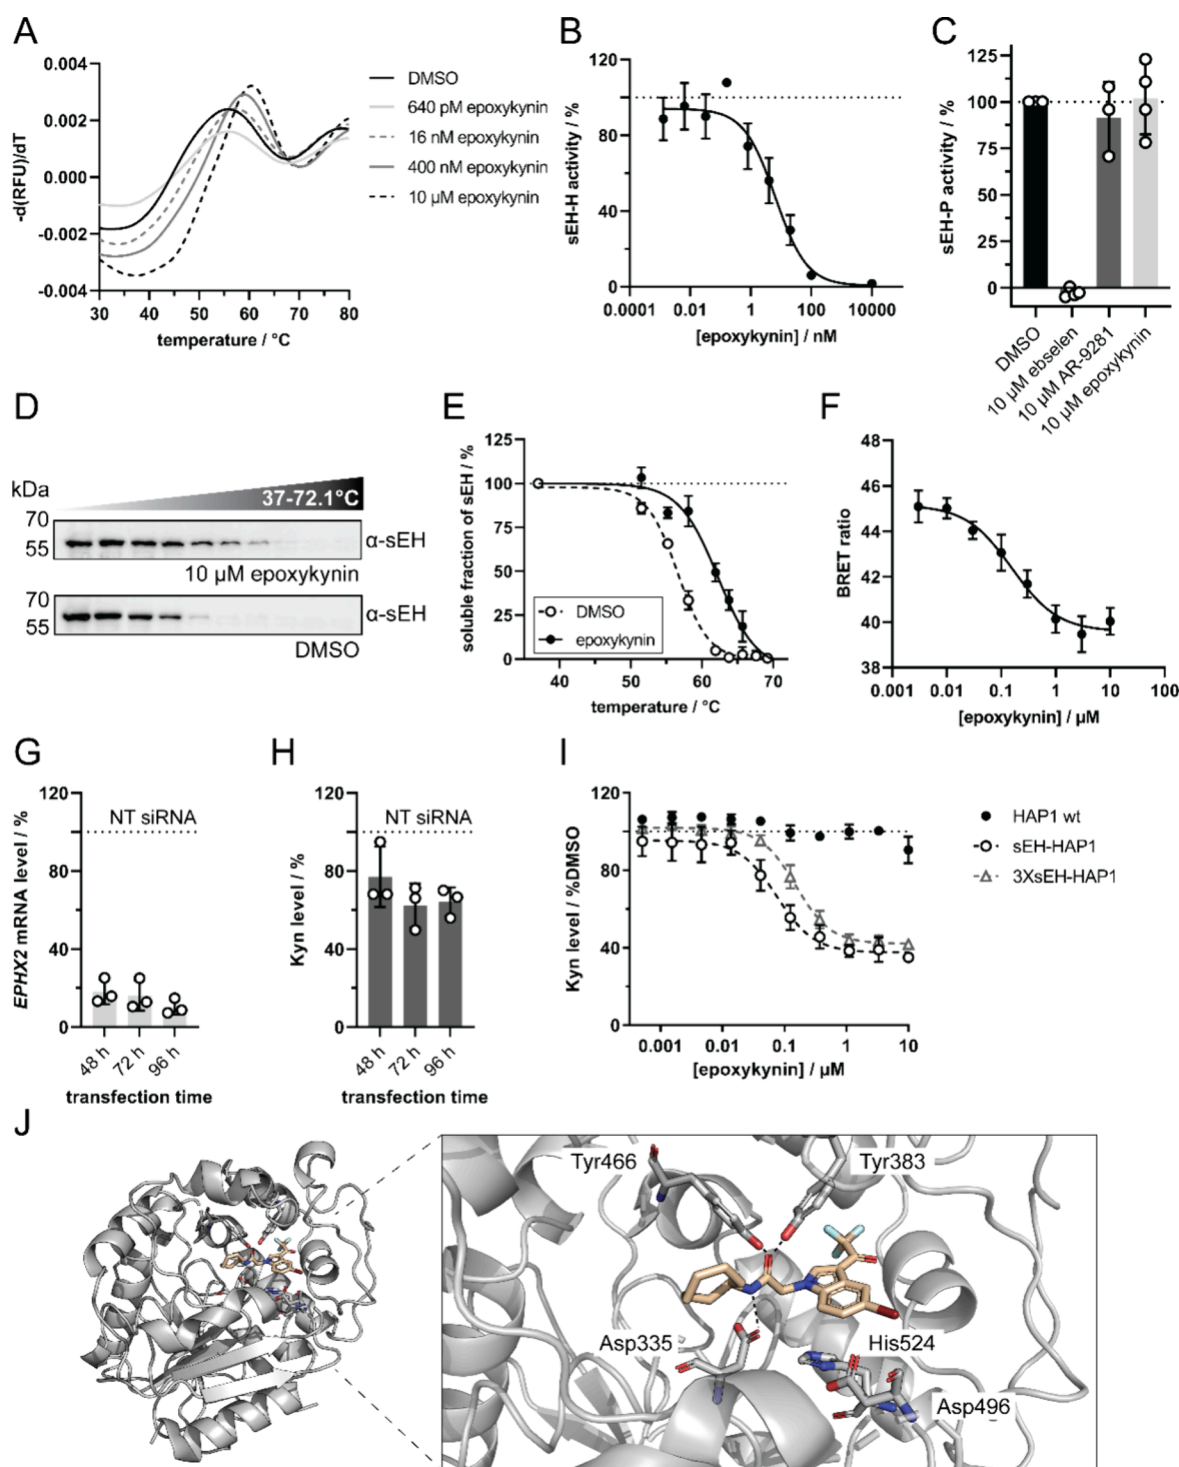 A
-d(RFU)/dT
0.004
0.002
0.000
-0.002
-0.004
30
40
50
60
70
80
temperature / °C
DMSO
640 pM epoxykynin
16 nM epoxykynin
400 nM epoxykynin
10 µM epoxykynin
B
sEH-H activity / %
120
80
40
0
0.0001
0.01
1
100
10000
[epoxykynin] / nM
C
sEH-P activity / %
125
100
75
50
25
0
DMSO
10 µM ebselen
10 µM AR-9281
10 µM epoxykynin
D
kDa
37-72.1°C
70
55
α-sEH
10 µM epoxykynin
70
55
α-sEH
DMSO
E
soluble fraction of sEH / %
125
100
75
50
25
0
DMSO
epoxykynin
40
50
60
70
temperature / °C
F
BRET ratio
48
46
44
42
40
38
0.001
0.01
0.1
1
10
100
[epoxykynin] / µM
G
EPHX2 mRNA level / %
120
80
40
0
NT siRNA
48 h
72 h
96 h
transfection time
H
Kyn level / %
120
80
40
0
NT siRNA
48 h
72 h
96 h
transfection time
I
Kyn level / %DMSO
120
80
40
0
0.001
0.01
0.1
1
10
[epoxykynin] / µM
HAP1 wt
sEH-HAP1
3XsEH-HAP1
J
Tyr466
Tyr383
Asp335
His524
Asp496